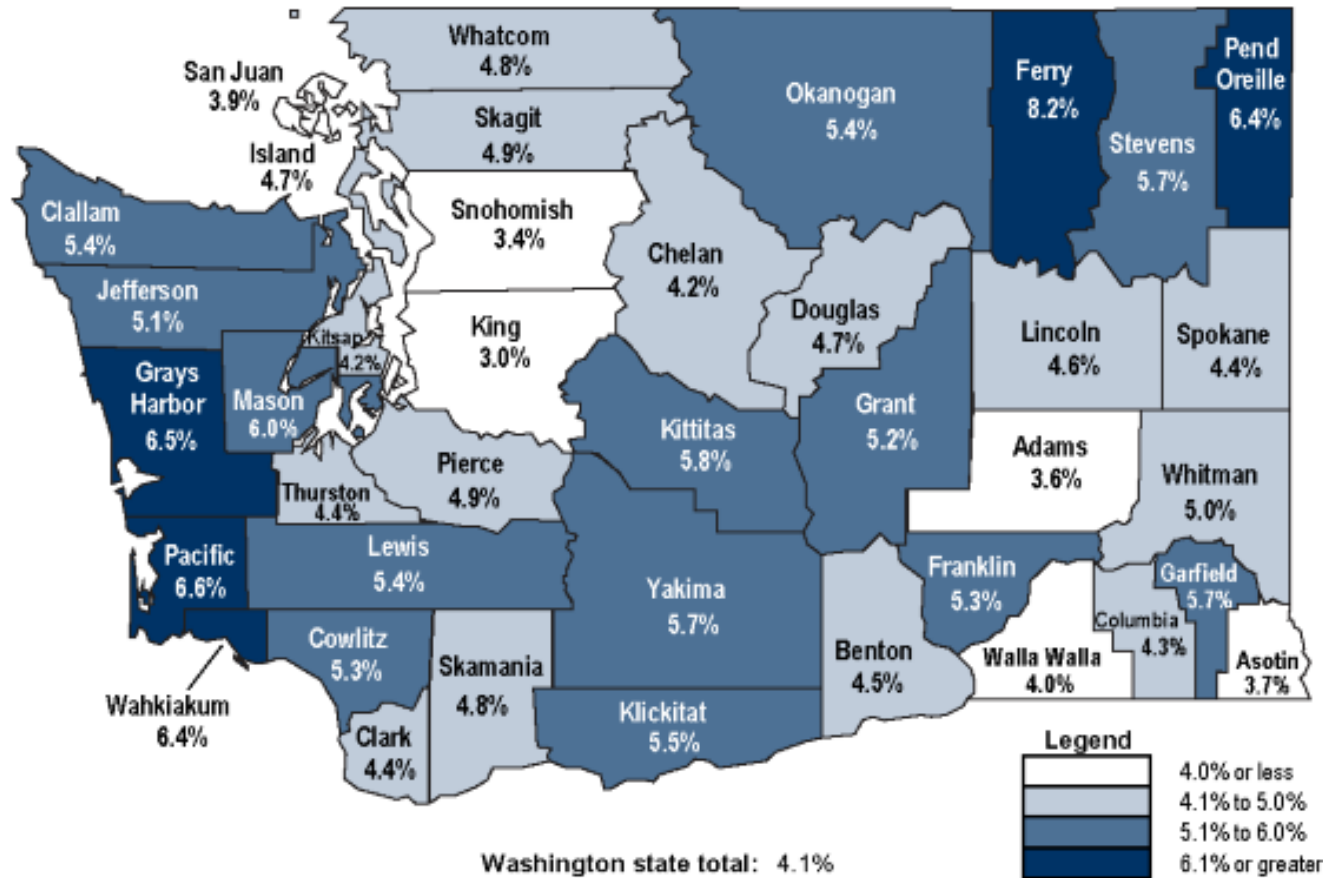 Whatcom
4.8%
San Juan
3.9%
Skagit
4.9%
Island
4.7%
Okanogan
5.4%
Ferry
8.2%
Stevens
5.7%
Pend
Oreille
6.4%
Clallam
5.4%
Snohomish
3.4%
Chelan
4.2%
Jefferson
5.1%
Kitsap
4.2%
King
3.0%
Douglas
4.7%
Lincoln
4.6%
Spokane
4.4%
Grays
Harbor
6.5%
Mason
6.0%
Kittitas
5.8%
Grant
5.2%
Adams
3.6%
Whitman
5.0%
Thurston
4.4%
Pierce
4.9%
Pacific
6.6%
Lewis
5.4%
Yakima
5.7%
Franklin
5.3%
Garfield
5.7%
Columbia
4.3%
Walla Walla
4.0%
Asotin
3.7%
Benton
4.5%
Wahkiakum
6.4%
Cowlitz
5.3%
Skamania
4.8%
Clark
4.4%
Klickitat
5.5%
Legend
4.0% or less
4.1% to 5.0%
5.1% to 6.0%
6.1% or greater
Washington state total: 4.1%